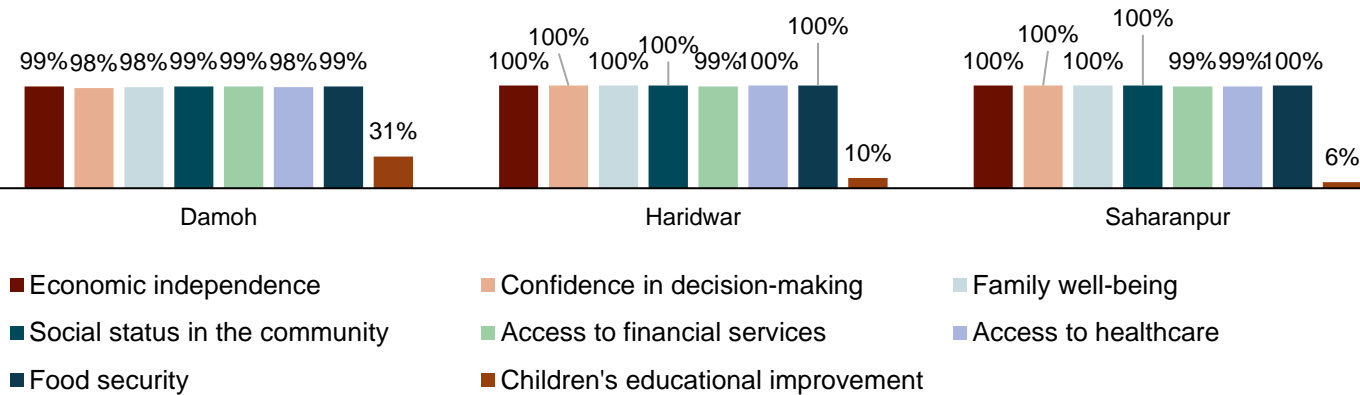 99% 98% 98% 99% 99% 98% 99% 31%
100% 100% 100% 100% 99% 100% 100% 10%
100% 100% 100% 100% 99% 99% 100% 6%
Damoh Haridwar Saharanpur
Economic independence Confidence in decision-making Family well-being
Social status in the community Access to financial services Access to healthcare
Food security Children's educational improvement